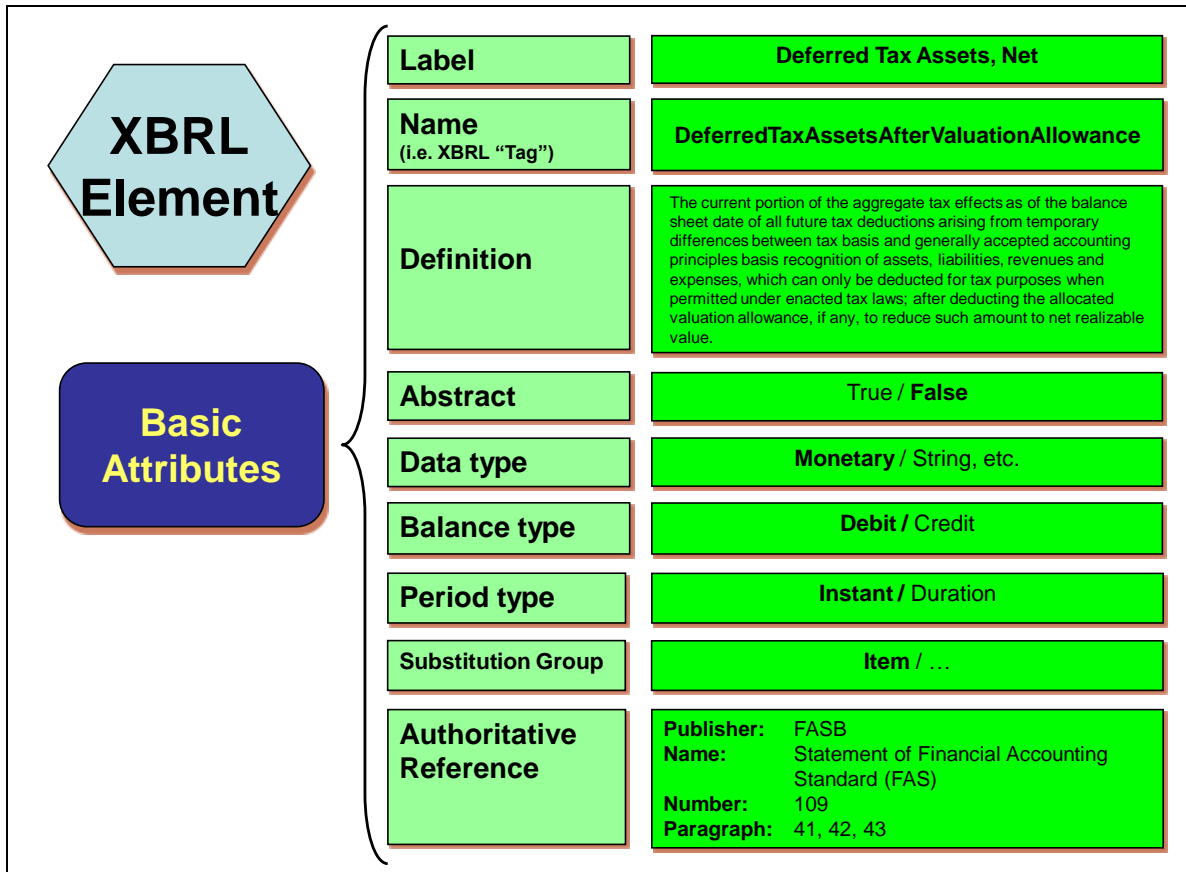 XBRL
Element
Basic
Attributes
Label
Deferred Tax Assets, Net
Name
(i.e. XBRL “Tag”)
DeferredTaxAssetsAfterValuationAllowance
Definition
The current portion of the aggregate tax effects as of the balance
sheet date of all future tax deductions arising from temporary
differences between tax basis and generally accepted accounting
principles basis recognition of assets, liabilities, revenues and
expenses, which can only be deducted for tax purposes when
permitted under enacted tax laws; after deducting the allocated
valuation allowance, if any, to reduce such amount to net realizable
value.
Abstract
True / False
Data type
Monetary / String, etc.
Balance type
Debit / Credit
Period type
Instant / Duration
Substitution Group
Item / …
Authoritative
Reference
Publisher: FASB
Name: Statement of Financial Accounting
Standard (FAS)
Number: 109
Paragraph: 41, 42, 43